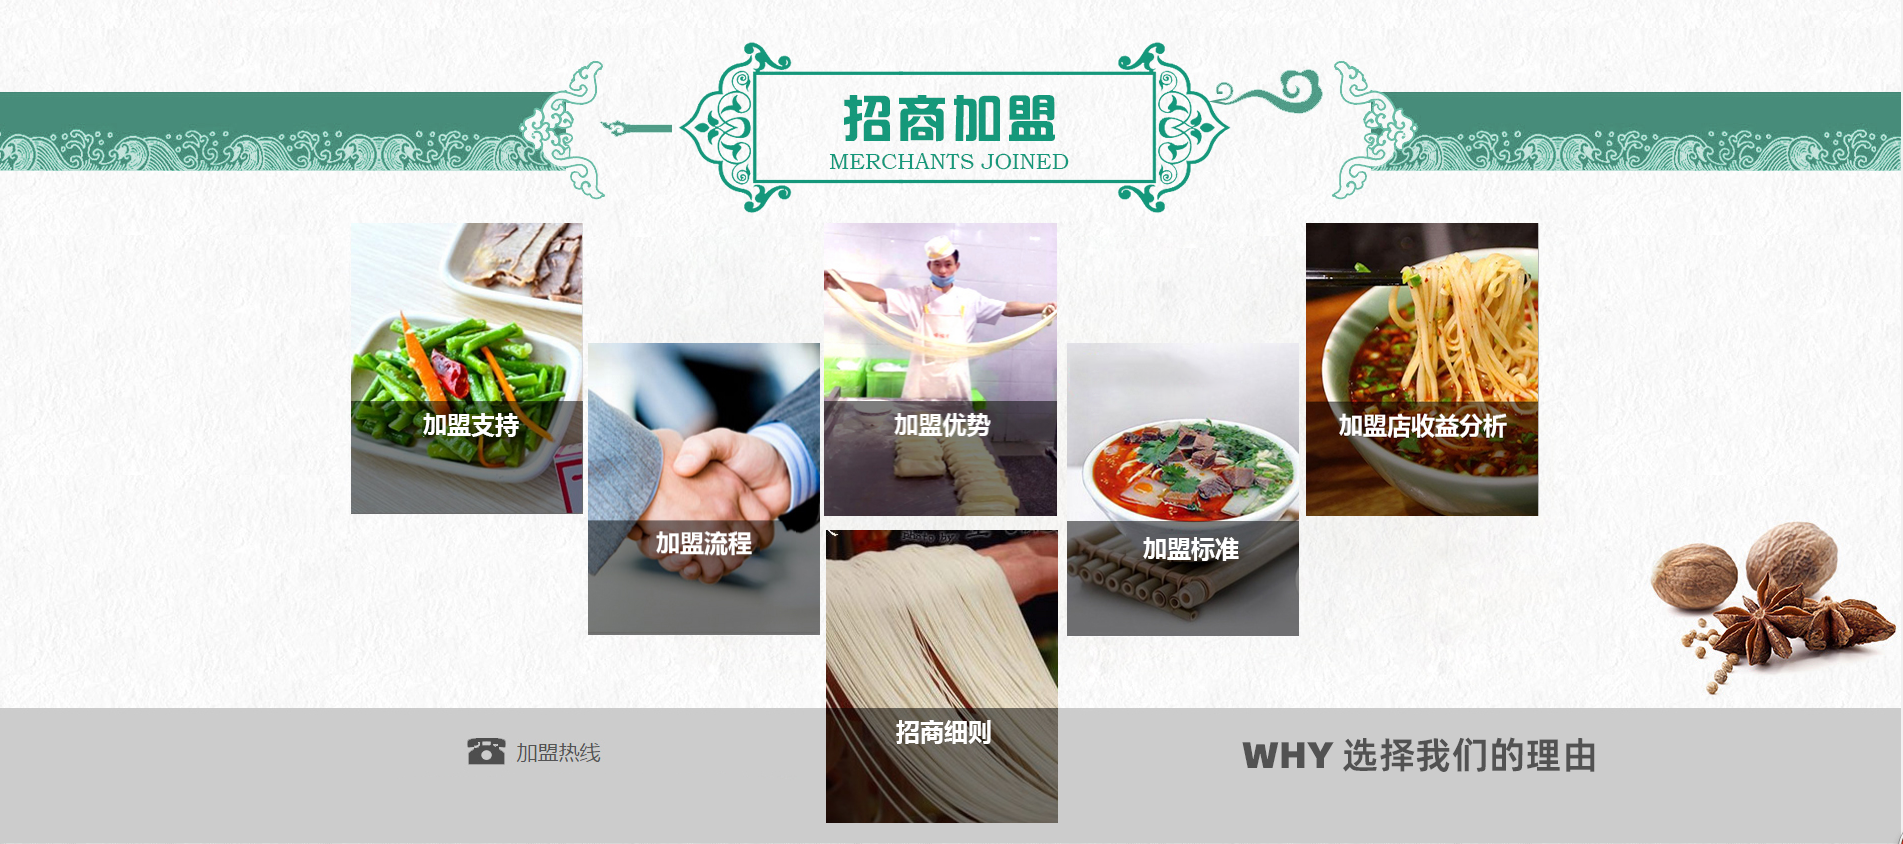 招商加盟
MERCHANTS JOINED
加盟支持
加盟流程
加盟优势
加盟标准
加盟店收益分析
Photo by:
招商细则
加盟热线
WHY 选择我们的理由